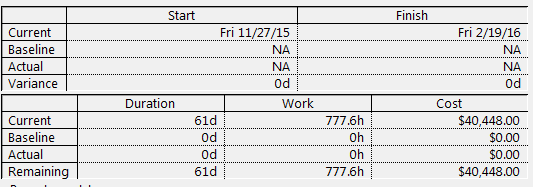 Start Finish
Current Fri 11/27/15 Fri 2/19/16
Baseline NA NA
Actual NA NA
Variance 0d 0d
Duration Work Cost
Current 61d 777.6h $40,448.00
Baseline 0d 0h $0.00
Actual 0d 0h $0.00
Remaining 61d 777.6h $40,448.00